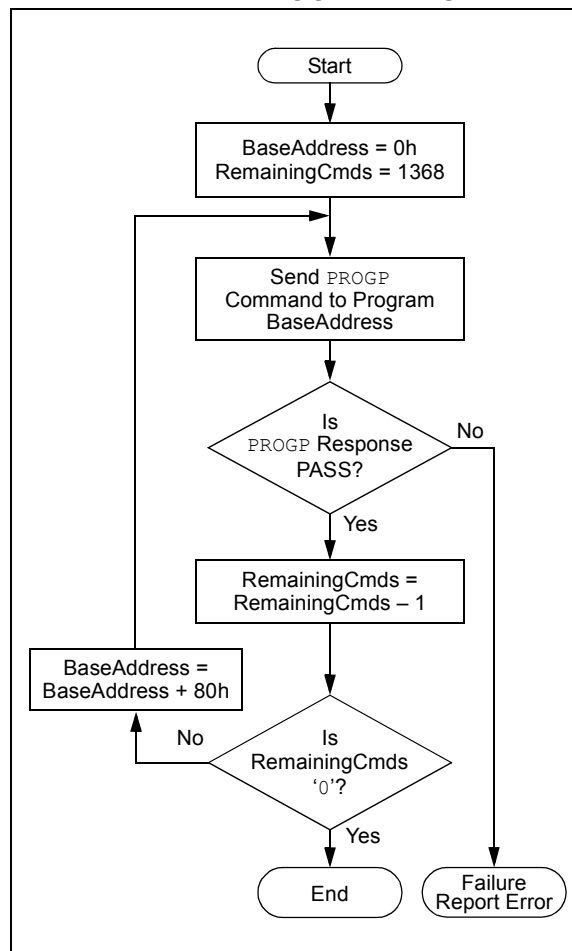 Start
BaseAddress = 0h
RemainingCmds = 1368
Send PROGP
Command to Program
BaseAddress
Is
PROGP Response
PASS?
No
Yes
RemainingCmds =
RemainingCmds – 1
BaseAddress =
BaseAddress + 80h
No
Is
RemainingCmds
‘0’?
Yes
End
Failure
Report Error